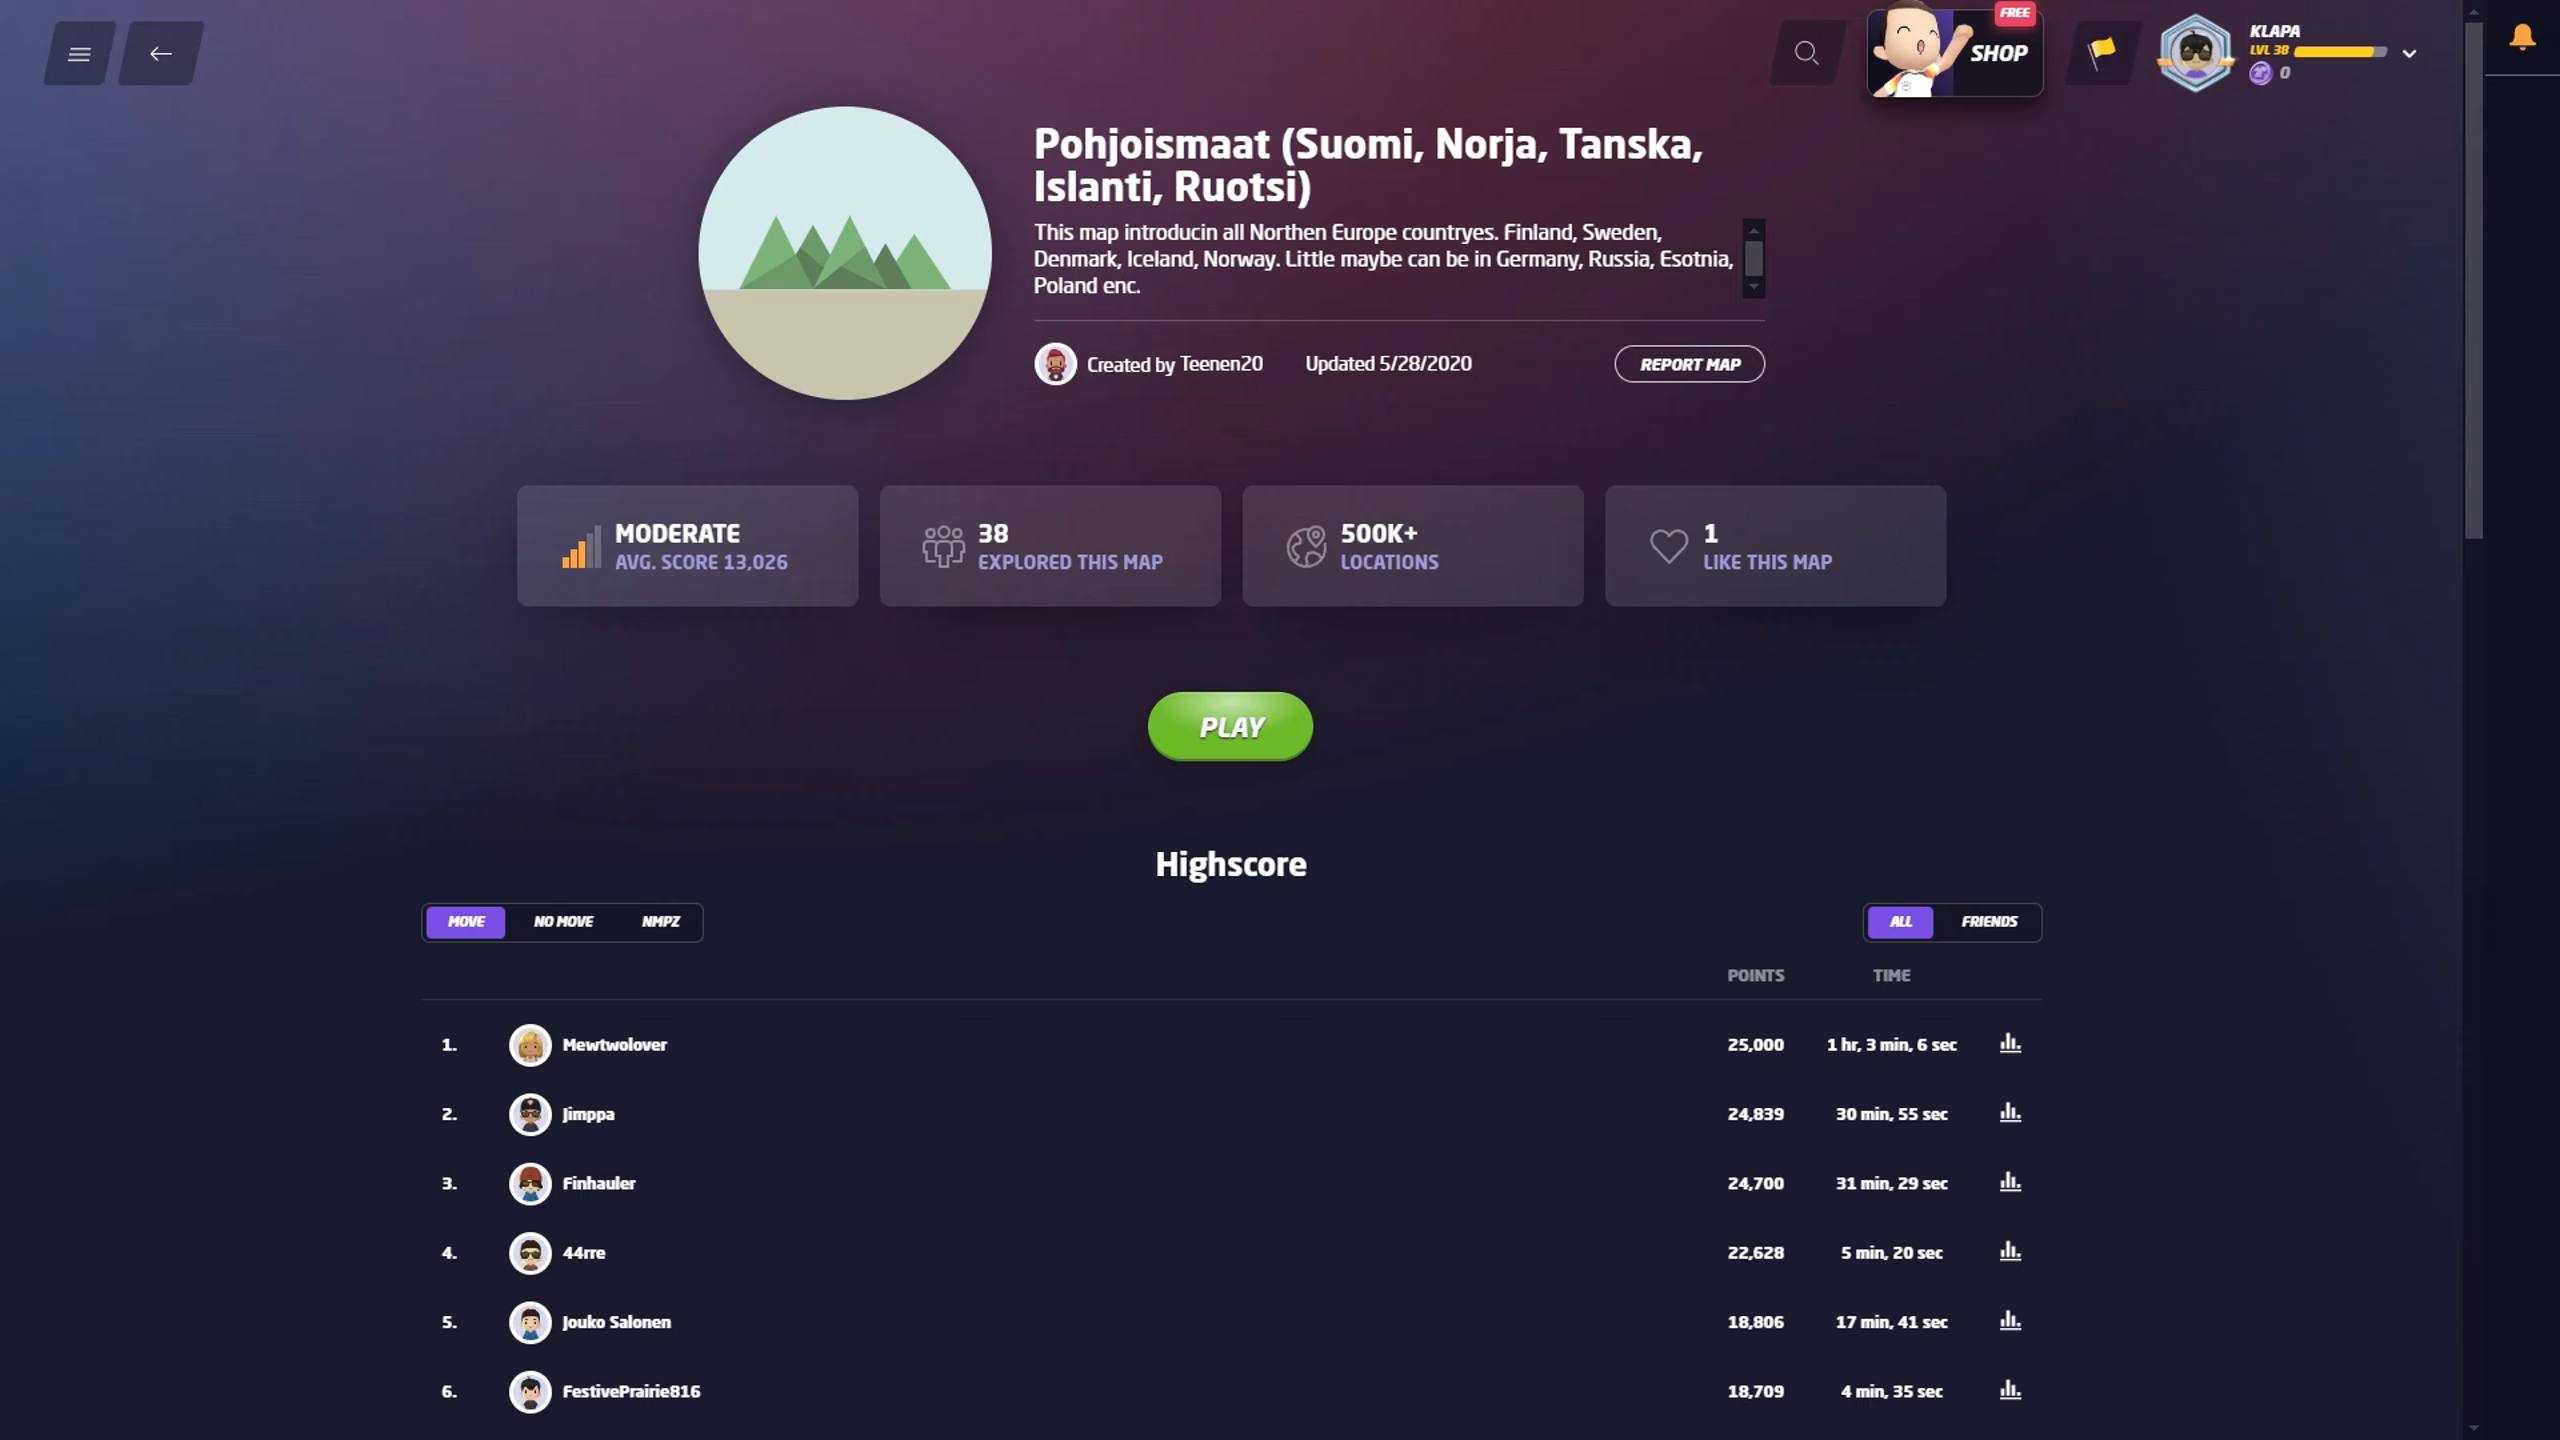 FREE
SHOP
KLAPA
LVL 38
0
Pohjoismaat (Suomi, Norja, Tanska,
Islanti, Ruotsi)
This map introducin all Northen Europe countryes. Finland, Sweden,
Denmark, Iceland, Norway. Little maybe can be in Germany, Russia, Esotnia,
Poland enc.
Created by Teenen20 Updated 5/28/2020 REPORT MAP
MODERATE
AVG. SCORE 13,026
38
EXPLORED THIS MAP
500K+
LOCATIONS
1
LIKE THIS MAP
PLAY
Highscore
MOVE NO MOVE NMPZ ALL FRIENDS
POINTS TIME
1. Mewtwolover 25,000 1 hr, 3 min, 6 sec
2. Jimppa 24,839 30 min, 55 sec
3. Finhauler 24,700 31 min, 29 sec
4. 44rre 22,628 5 min, 20 sec
5. Jouko Salonen 18,806 17 min, 41 sec
6. FestivePrairie816 18,709 4 min, 35 sec